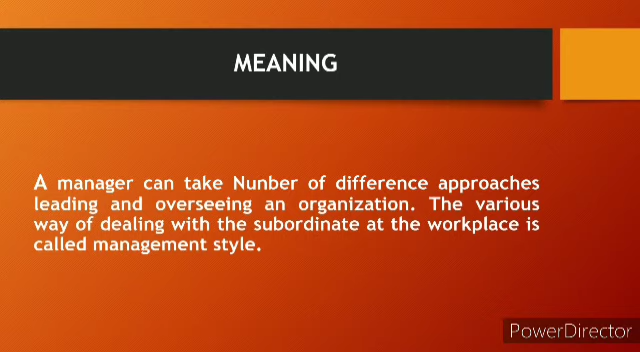 MEANING
A manager can take Nunber of difference approaches
leading and overseeing an organization. The various
way of dealing with the subordinate at the workplace is
called management style.
PowerDirector